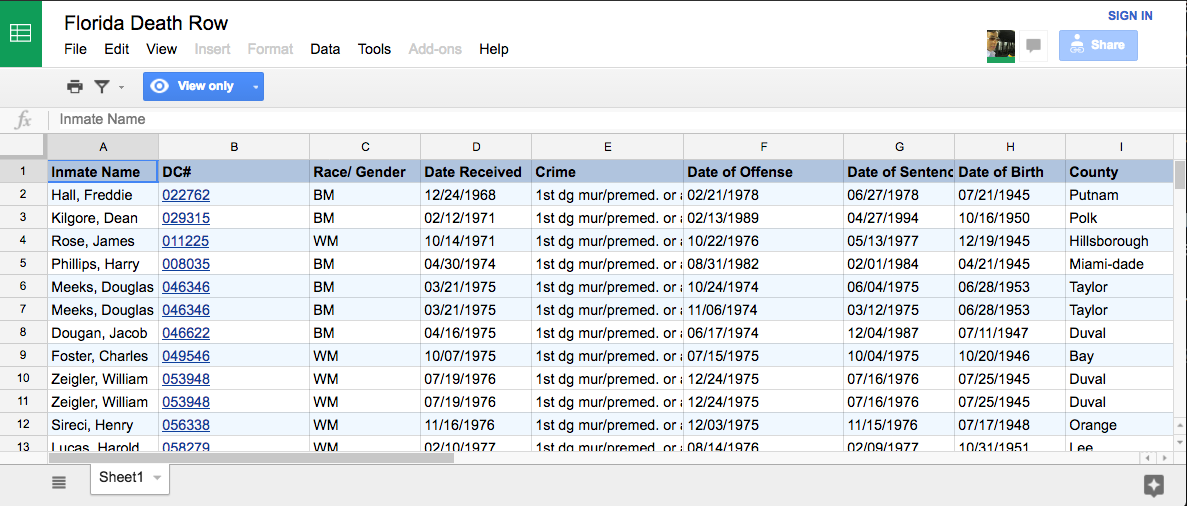 SIGN IN
Florida Death Row
File Edit View Insert Format Data Tools Add-ons Help
Share
View only
fx Inmate Name
A B C D E F G H I
1 Inmate Name DC# Race/ Gender Date Received Crime Date of Offense Date of Sentenc Date of Birth County
2 Hall, Freddie 022762 BM 12/24/1968 1st dg mur/premed. or 02/21/1978 06/27/1978 07/21/1945 Putnam
3 Kilgore, Dean 029315 BM 02/12/1971 1st dg mur/premed. or 02/13/1989 04/27/1994 10/16/1950 Polk
4 Rose, James 011225 WM 10/14/1971 1st dg mur/premed. or 10/22/1976 05/13/1977 12/19/1945 Hillsborough
5 Phillips, Harry 008035 BM 04/30/1974 1st dg mur/premed. or 08/31/1982 02/01/1984 04/21/1945 Miami-dade
6 Meeks, Douglas 046346 BM 03/21/1975 1st dg mur/premed. or 10/24/1974 06/04/1975 06/28/1953 Taylor
7 Meeks, Douglas 046346 BM 03/21/1975 1st dg mur/premed. or 11/06/1974 03/12/1975 06/28/1953 Taylor
8 Dougan, Jacob 046622 BM 04/16/1975 1st dg mur/premed. or 06/17/1974 12/04/1987 07/11/1947 Duval
9 Foster, Charles 049546 WM 10/07/1975 1st dg mur/premed. or 07/15/1975 10/04/1975 10/20/1946 Bay
10 Zeigler, William 053948 WM 07/19/1976 1st dg mur/premed. or 12/24/1975 07/16/1976 07/25/1945 Duval
11 Zeigler, William 053948 WM 07/19/1976 1st dg mur/premed. or 12/24/1975 07/16/1976 07/25/1945 Duval
12 Sireci, Henry 056338 WM 11/16/1976 1st dg mur/premed. or 12/03/1975 11/15/1976 07/17/1948 Orange
13 Lucas, Harold 058279 WM 02/10/1977 1st dg mur/premed. or 08/14/1976 02/09/1977 10/31/1951 Lee
Sheet1